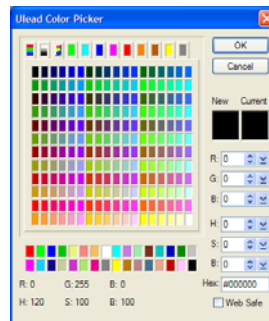 Ulead Color Picker
OK
Cancel
New Current
R: 0
G: 0
B: 0
H: 0
S: 0
B: 0
Hex: #000000
Web Safe
R: 0 G: 255 B: 0
H: 120 S: 100 B: 100